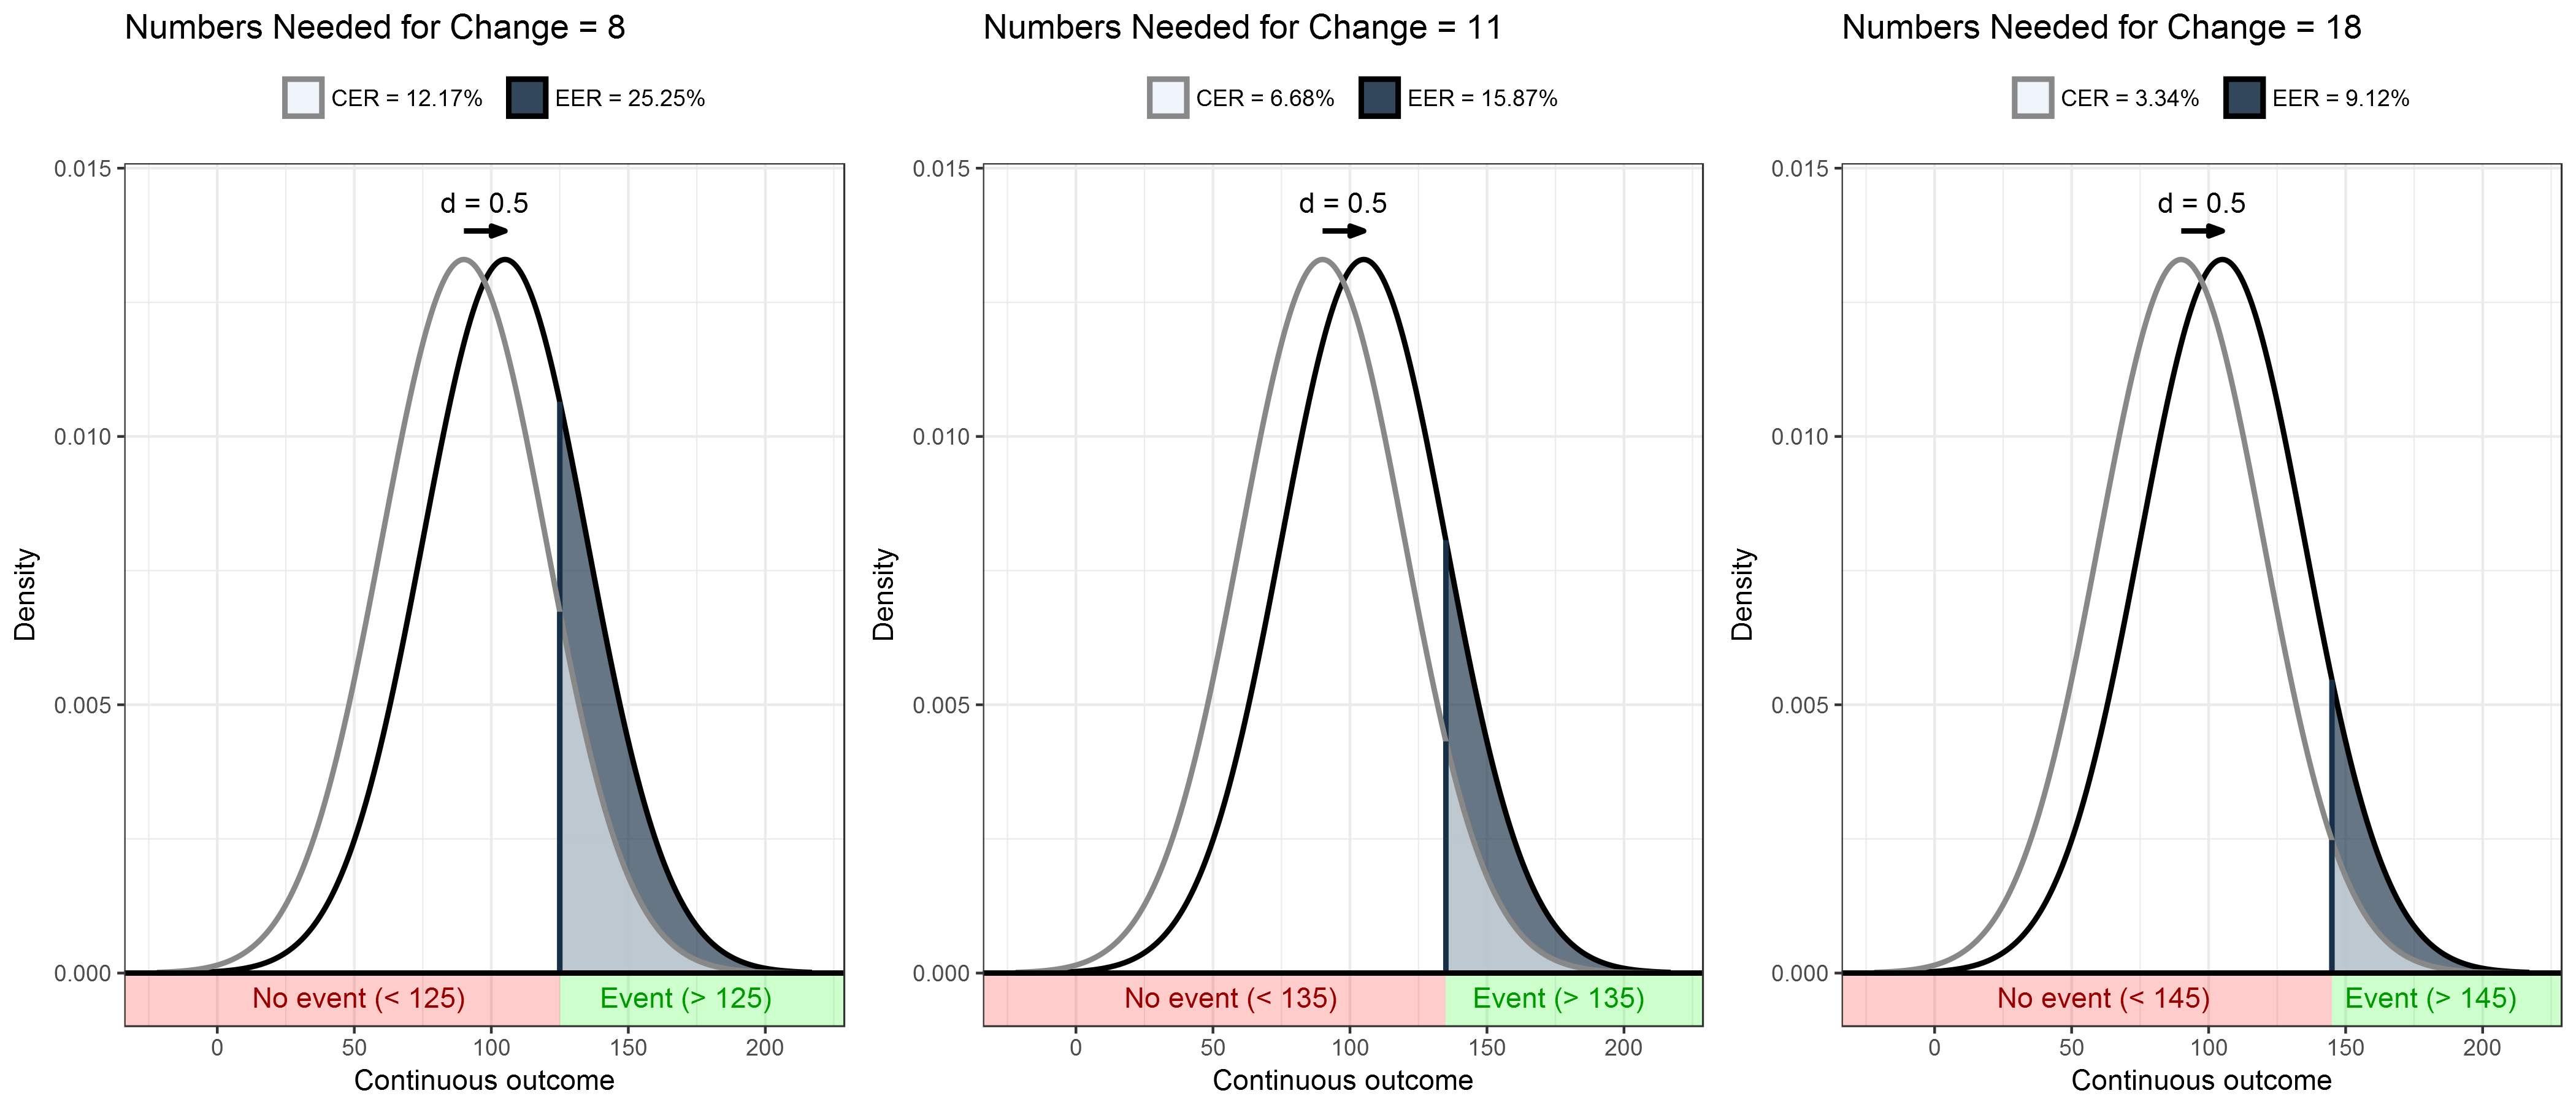 Numbers Needed for Change = 8
CER = 12.17% EER = 25.25%
0.015
0.010
0.005
0.000
Density
d = 0.5
No event (< 125) Event (> 125)
0 50 100 150 200
Continuous outcome
Numbers Needed for Change = 11
CER = 6.68% EER = 15.87%
0.015
0.010
0.005
0.000
Density
d = 0.5
No event (< 135) Event (> 135)
0 50 100 150 200
Continuous outcome
Numbers Needed for Change = 18
CER = 3.34% EER = 9.12%
0.015
0.010
0.005
0.000
Density
d = 0.5
No event (< 145) Event (> 145)
0 50 100 150 200
Continuous outcome